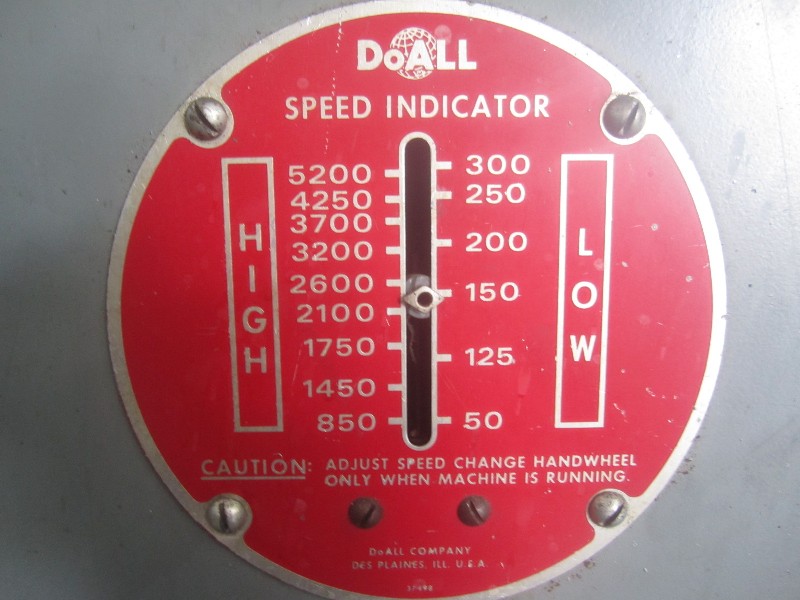 DoALL
SPEED INDICATOR
HIGH
5200
4250
3700
3200
2600
2100
1750
1450
850
300
250
200
150
125
50
LOW
CAUTION: ADJUST SPEED CHANGE HANDWHEEL
ONLY WHEN MACHINE IS RUNNING.
DoALL COMPANY
DES PLAINES, ILL. U.S.A.